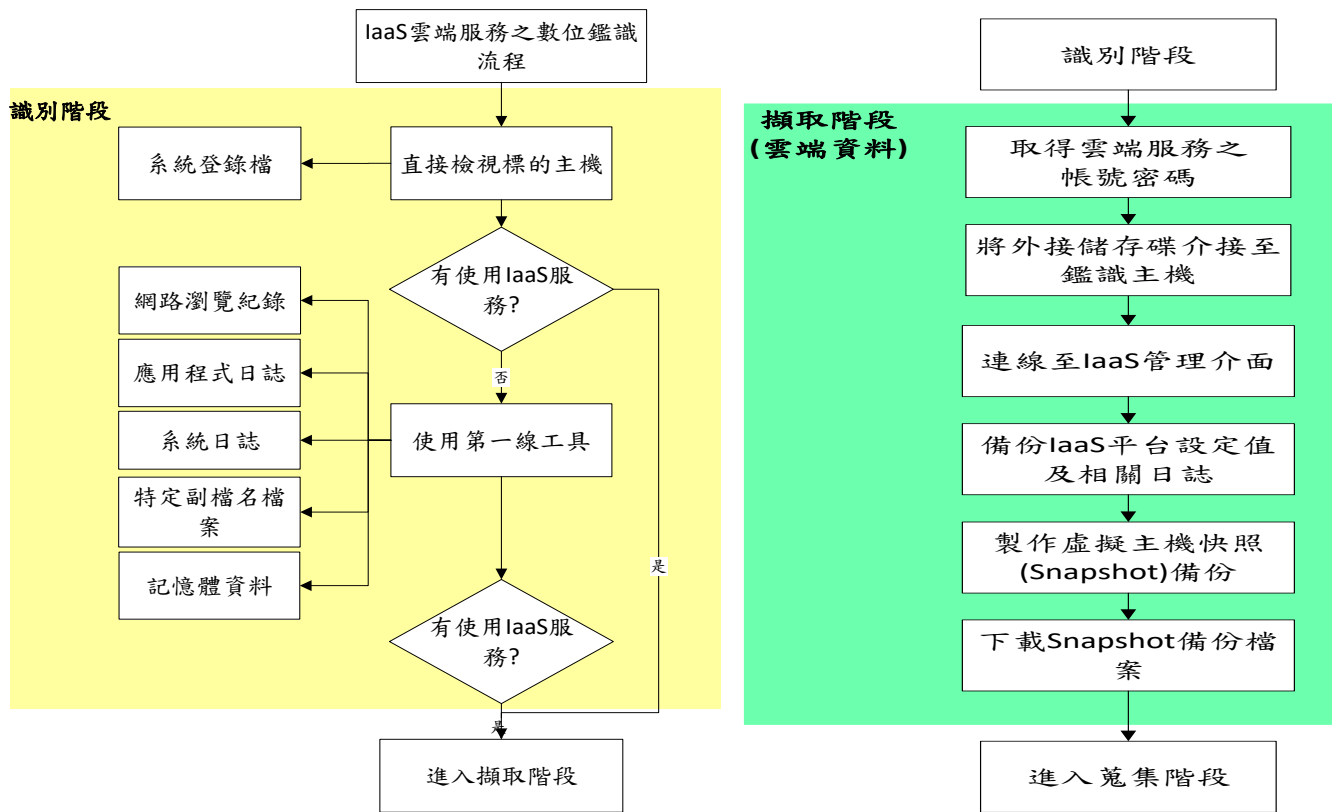 IaaS雲端服務之數位鑑識
流程
識別階段
系統登錄檔
直接檢視標的主機
有使用IaaS服
務?
網路瀏覽紀錄
應用程式日誌
否
系統日誌
使用第一線工具
特定副檔名檔
案
記憶體資料
是
有使用IaaS服
務?
是
進入擷取階段
識別階段
擷取階段
(雲端資料)
取得雲端服務之
帳號密碼
將外接儲存碟介接至
鑑識主機
連線至IaaS管理介面
備份IaaS平台設定值
及相關日誌
製作虛擬主機快照
(Snapshot)備份
下載Snapshot備份檔
案
進入蒐集階段